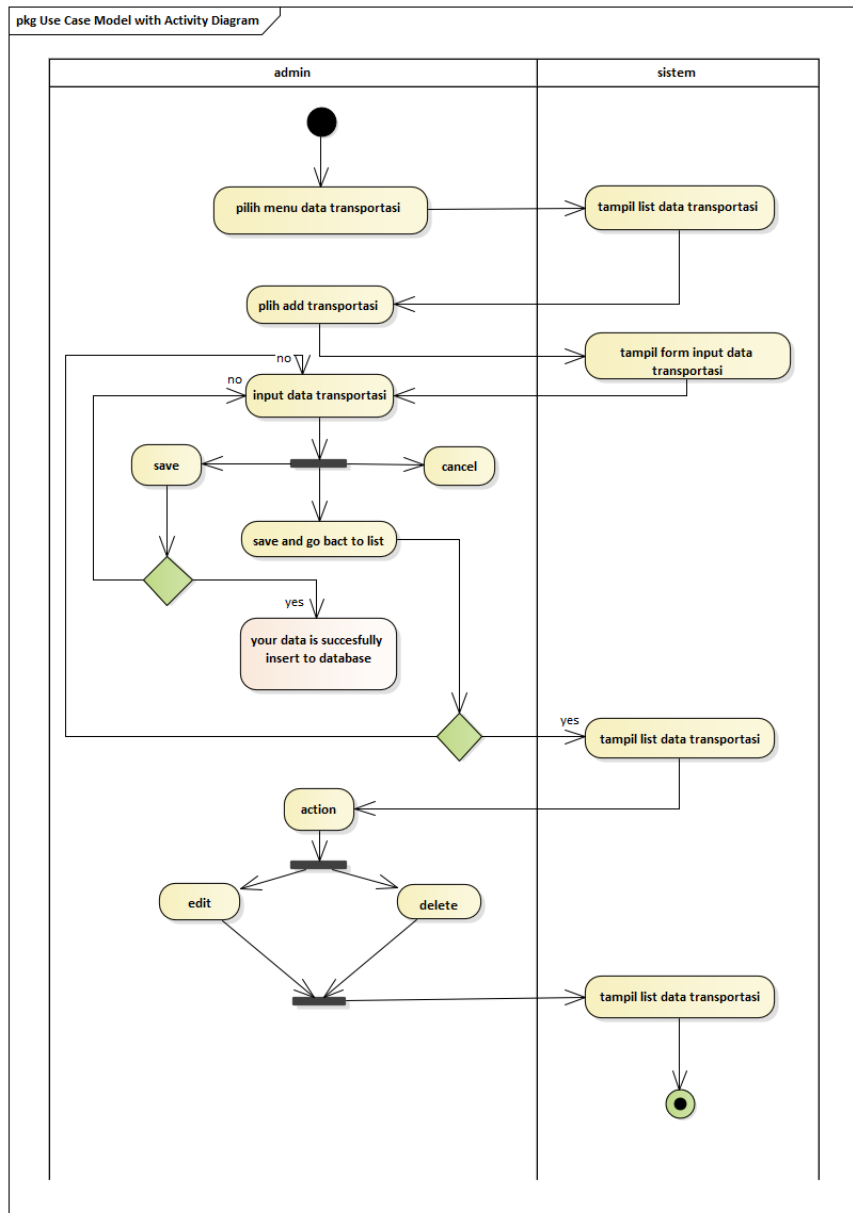 pkg Use Case Model with Activity Diagram
admin
sistem
pilih menu data transportasi
tampil list data transportasi
plih add transportasi
tampil form input data
transportasi
no
no
input data transportasi
save
cancel
save and go bact to list
yes
your data is succesfully
insert to database
yes
tampil list data transportasi
action
edit
delete
tampil list data transportasi